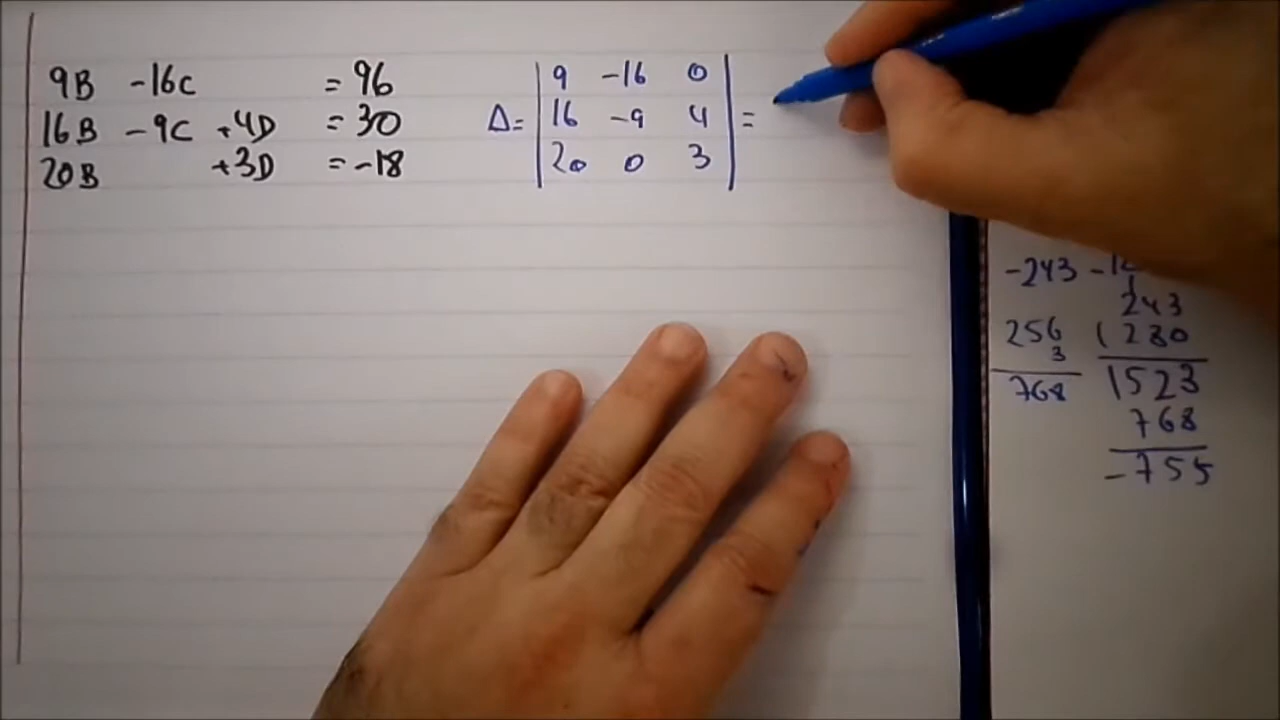 9B -16C = 96
16B -9C +4D = 30
20B +3D = -18
Δ= | 9 -16 0 |
| 16 -9 4 | =
| 20 0 3 |
-243 -
243
256 1280
3
768 1523
768
-755